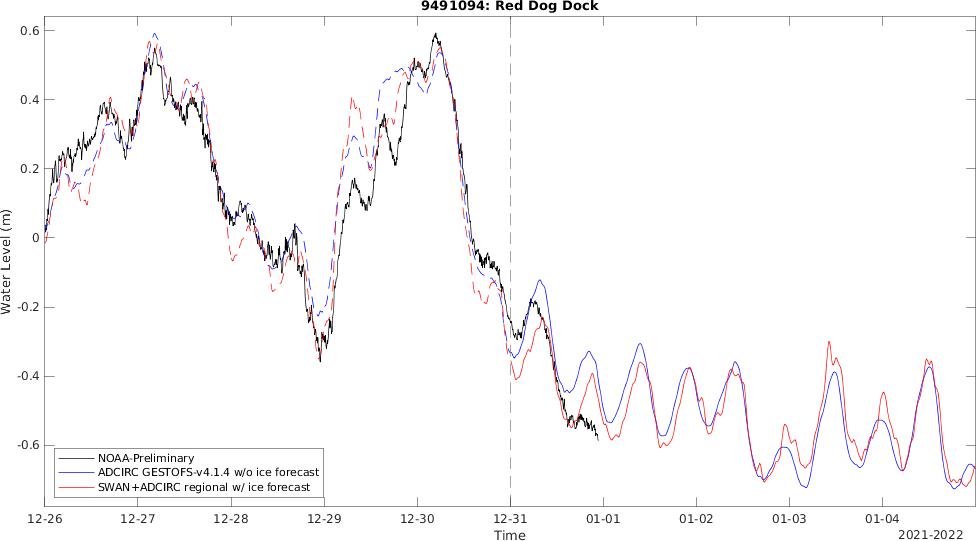 9491094: Red Dog Dock
Water Level (m)
0.6
0.4
0.2
0
-0.2
-0.4
-0.6
NOAA-Preliminary
ADCIRC GESTOFS-v4.1.4 w/o ice forecast
SWAN+ADCIRC regional w/ ice forecast
12-26 12-27 12-28 12-29 12-30 12-31 01-01 01-02 01-03 01-04
Time
2021-2022